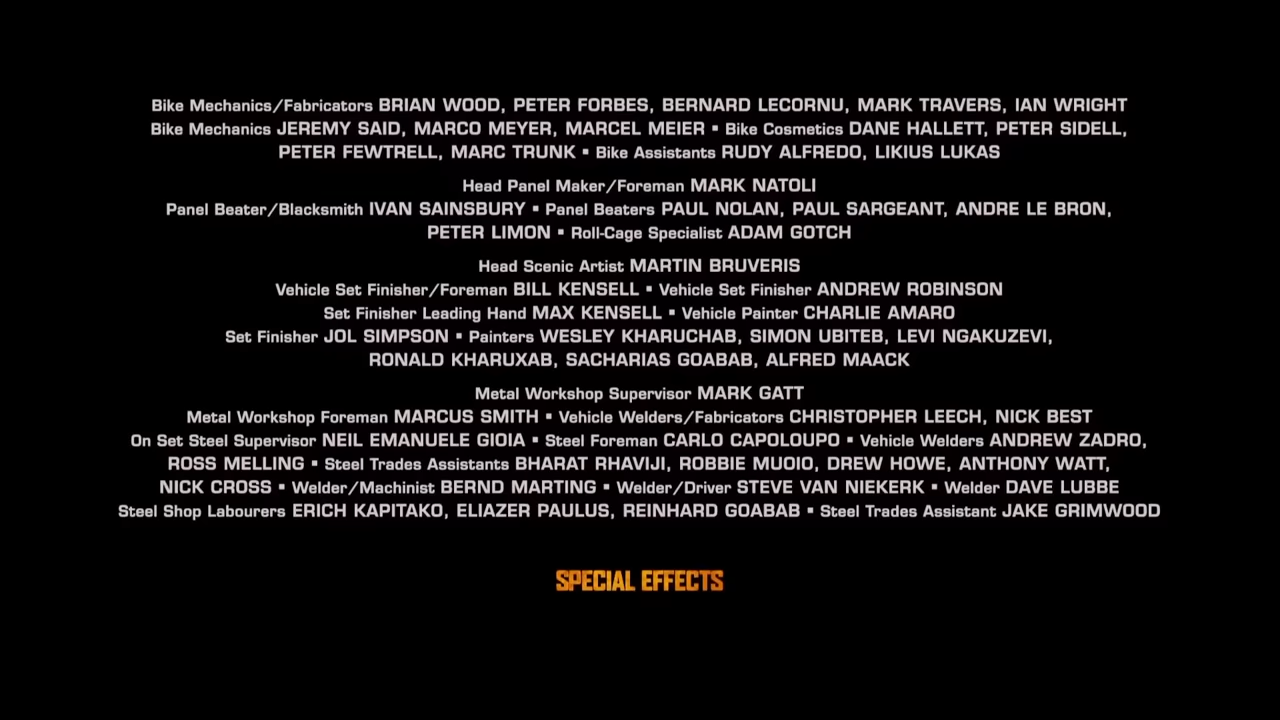 Bike Mechanics/Fabricators BRIAN WOOD, PETER FORBES, BERNARD LECORNU, MARK TRAVERS, IAN WRIGHT
Bike Mechanics JEREMY SAID, MARCO MEYER, MARCEL MEIER ▪ Bike Cosmetics DANE HALLETT, PETER SIDELL,
PETER FEWTRELL, MARC TRUNK ▪ Bike Assistants RUDY ALFREDO, LIKIUS LUKAS
Head Panel Maker/Foreman MARK NATOLI
Panel Beater/Blacksmith IVAN SAINSBURY ▪ Panel Beaters PAUL NOLAN, PAUL SARGEANT, ANDRE LE BRON,
PETER LIMON ▪ Roll-Cage Specialist ADAM GOTCH
Head Scenic Artist MARTIN BRUVERIS
Vehicle Set Finisher/Foreman BILL KENSELL ▪ Vehicle Set Finisher ANDREW ROBINSON
Set Finisher Leading Hand MAX KENSELL ▪ Vehicle Painter CHARLIE AMARO
Set Finisher JOL SIMPSON ▪ Painters WESLEY KHARUCHAB, SIMON UBITEB, LEVI NGAKUZEVI,
RONALD KHARUXAB, SACHARIAS GOABAB, ALFRED MAACK
Metal Workshop Supervisor MARK GATT
Metal Workshop Foreman MARCUS SMITH ▪ Vehicle Welders/Fabricators CHRISTOPHER LEECH, NICK BEST
On Set Steel Supervisor NEIL EMANUELE GIOIA ▪ Steel Foreman CARLO CAPOLOUPO ▪ Vehicle Welders ANDREW ZADRO,
ROSS MELLING ▪ Steel Trades Assistants BHARAT RHAVIJI, ROBBIE MUOIO, DREW HOWE, ANTHONY WATT,
NICK CROSS ▪ Welder/Machinist BERND MARTING ▪ Welder/Driver STEVE VAN NIEKERK ▪ Welder DAVE LUBBE
Steel Shop Labourers ERICH KAPITAKO, ELIAZER PAULUS, REINHARD GOABAB ▪ Steel Trades Assistant JAKE GRIMWOOD
SPECIAL EFFECTS